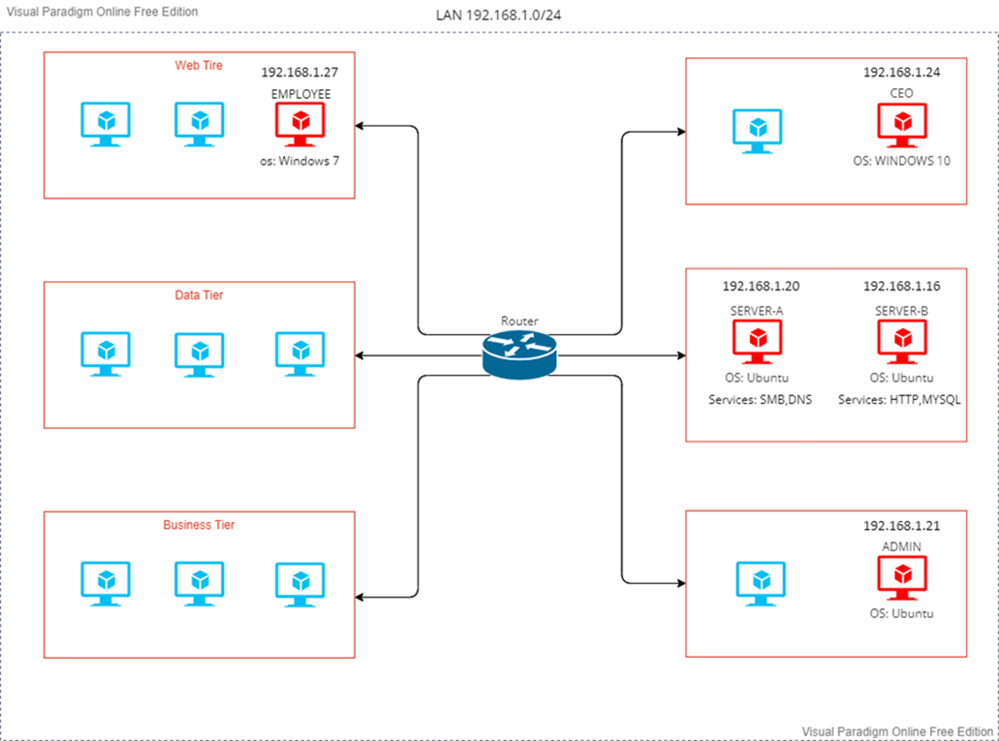 Visual Paradigm Online Free Edition
LAN 192.168.1.0/24
Web Tire
192.168.1.27
EMPLOYEE
os: Windows 7
192.168.1.24
CEO
OS: WINDOWS 10
Data Tier
Router
192.168.1.20
SERVER-A
OS: Ubuntu
Services: SMB,DNS
192.168.1.16
SERVER-B
OS: Ubuntu
Services: HTTP,MYSQL
Business Tier
192.168.1.21
ADMIN
OS: Ubuntu
Visual Paradigm Online Free Edition